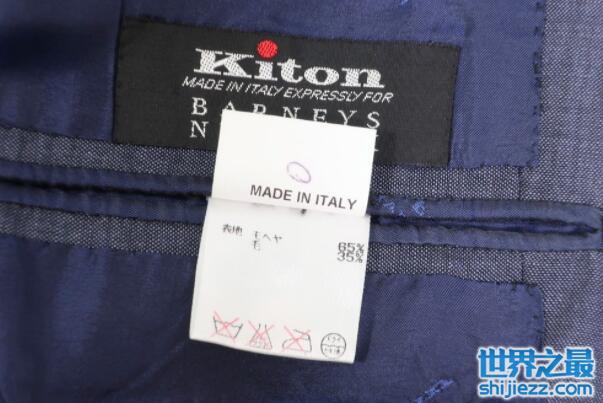 Kiton
MADE IN ITALY EXPRESSLY FOR
BARNEYS
N
MADE IN ITALY
表地 モヘヤ 65%
毛 35%
世界之最
shijiezz.com